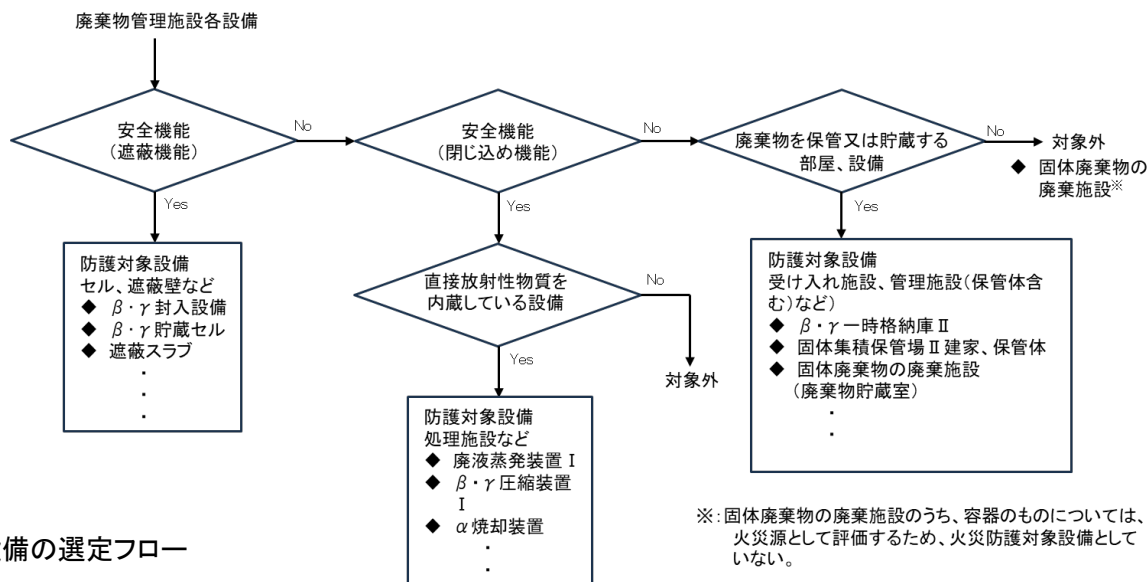 廃棄物管理施設各設備
安全機能
（遮蔽機能）
No
安全機能
（閉じ込め機能）
No
廃棄物を保管又は貯蔵する
部屋、設備
No
対象外
◆ 固体廃棄物の
廃棄施設※
Yes
Yes
Yes
防護対象設備
セル、遮蔽壁など
◆ β・γ封入設備
◆ β・γ貯蔵セル
◆ 遮蔽スラブ
・
・
・
直接放射性物質を
内蔵している設備
No
対象外
Yes
防護対象設備
処理施設など
◆ 廃液蒸発装置Ⅰ
◆ β・γ圧縮装置
Ⅰ
◆ α焼却装置
・
・
防護対象設備
受け入れ施設、管理施設（保管体含
む）など）
◆ β・γ一時格納庫Ⅱ
◆ 固体集積保管場Ⅱ建家、保管体
◆ 固体廃棄物の廃棄施設
（廃棄物貯蔵室）
・
・
※：固体廃棄物の廃棄施設のうち、容器のものについては、
火災源として評価するため、火災防護対象設備として
いない。
備の選定フロー